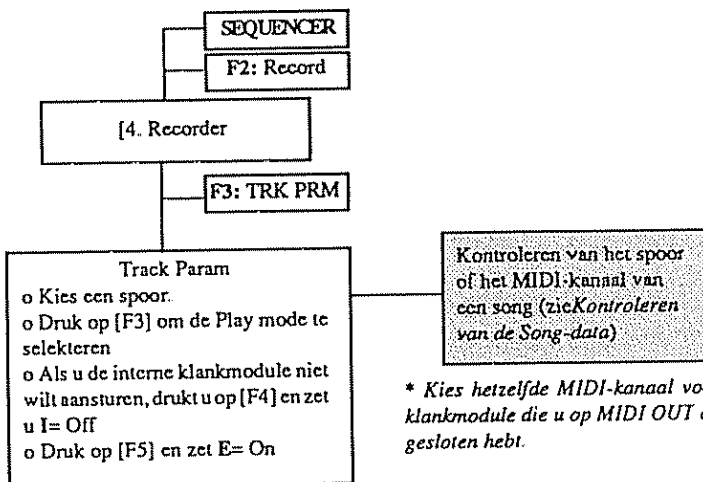 SEQUENCER
F2: Record
[4. Recorder
F3: TRK PRM
Track Param
o Kies een spoor.
o Druk op [F3] om de Play mode te
selekteren
o Als u de interne klankmodule niet
wilt aansturen, drukt u op [F4] en zet
u I= Off
o Druk op [F5] en zet E= On
Kontroleren van het spoor
of het MIDI-kanaal van
een song (zieKontroleren
van de Song-data)
* Kies hetzelfde MIDI-kanaal vo
klankmodule die u op MIDI OUT
gesloten hebt.